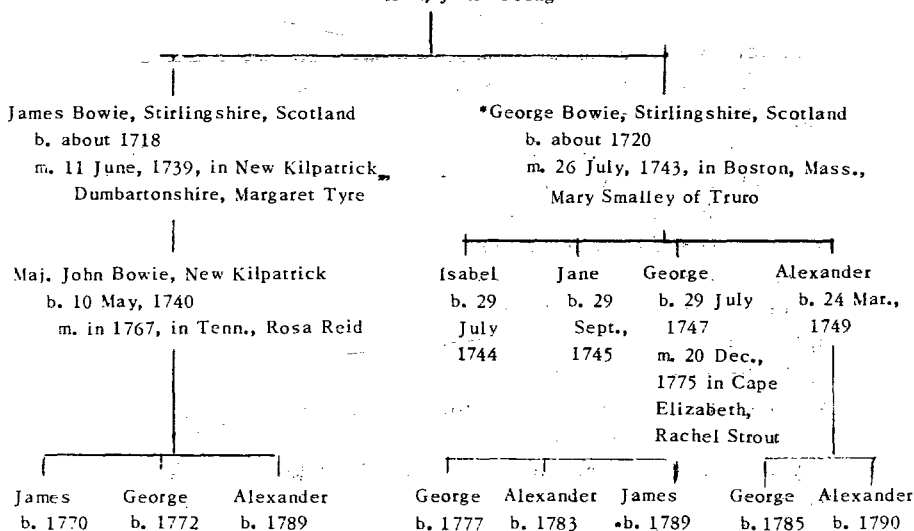 James Bowie, Stirlingshire, Scotland
b. about 1718
m. 11 June, 1739, in New Kilpatrick,
Dumbartonshire, Margaret Tyre
*George Bowie, Stirlingshire, Scotland
b. about 1720
m. 26 July, 1743, in Boston, Mass.,
Mary Smalley of Truro
Maj. John Bowie, New Kilpatrick
b. 10 May, 1740
m. in 1767, in Tenn., Rosa Reid
Isabel
b. 29
July
1744
Jane
b. 29
Sept.,
1745
George
b. 29 July
1747
m. 20 Dec.,
1775 in Cape
Elizabeth,
Rachel Strout
Alexander
b. 24 Mar.,
1749
James
b. 1770
George
b. 1772
Alexander
b. 1789
George
b. 1777
Alexander
b. 1783
James
b. 1789
George
b. 1785
Alexander
b. 1790